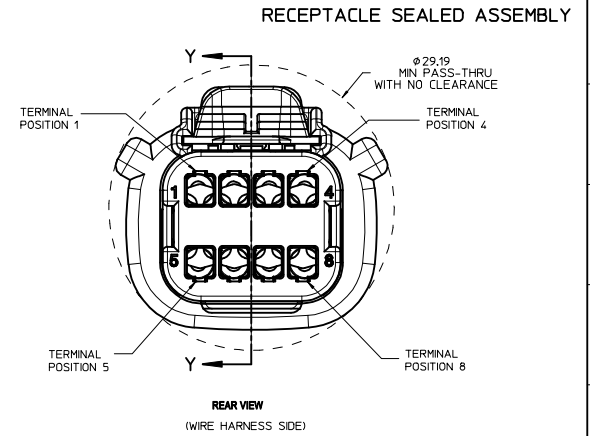 RECEPTACLE SEALED ASSEMBLY
Y
⌀29.19
MIN PASS-THRU
WITH NO CLEARANCE
TERMINAL
POSITION 1
TERMINAL
POSITION 4
1
4
5
8
TERMINAL
POSITION 5
Y
TERMINAL
POSITION 8
REAR VIEW
(WIRE HARNESS SIDE)